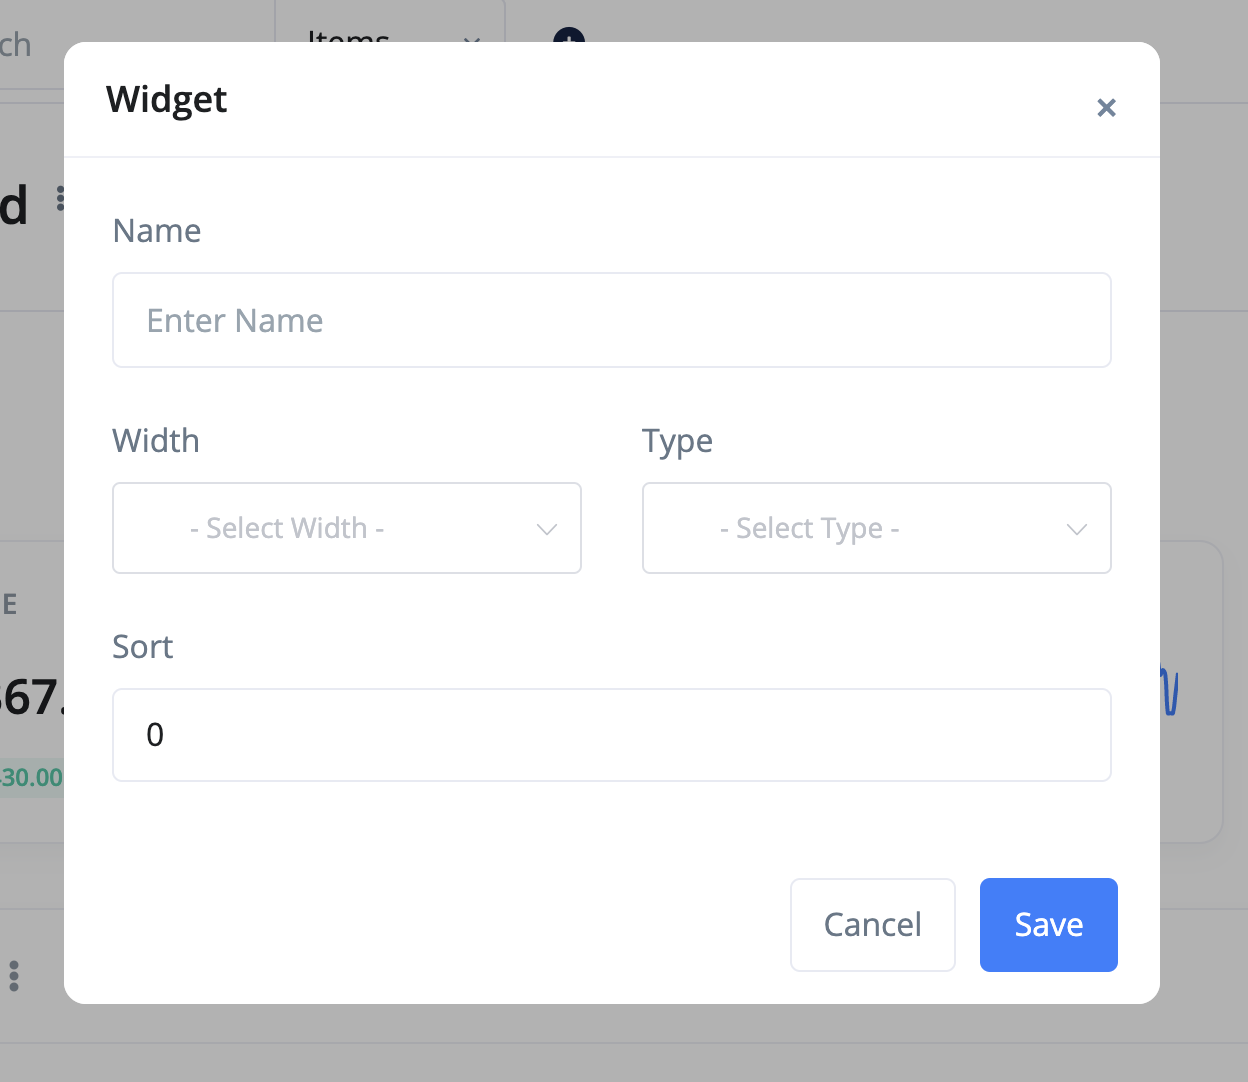 ch
Items
Widget
d
Name
Enter Name
Width
Type
- Select Width -
- Select Type -
E
Sort
67.
0
30.00
Cancel
Save